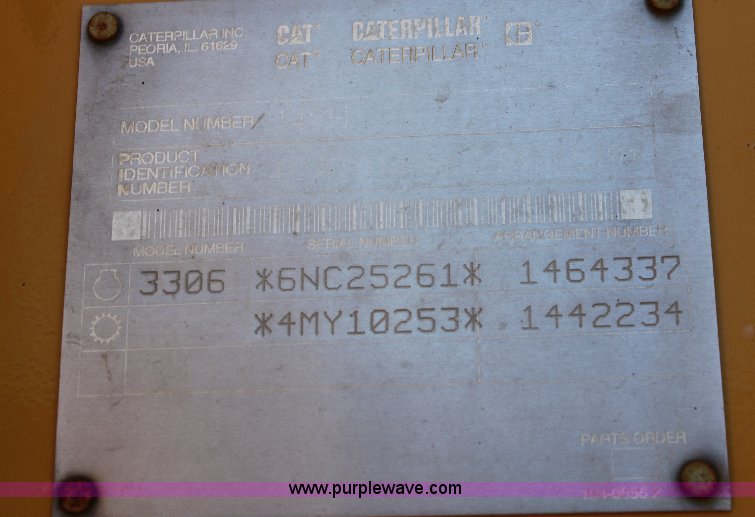 CATERPILLAR INC.
PEORIA, IL 61629
USA
CAT® CATERPILLAR®
CAT® CATERPILLAR®
MODEL NUMBER
PRODUCT
IDENTIFICATION
NUMBER
MODEL NUMBER SERIAL NUMBER ARRANGEMENT NUMBER
3306 *6NC25261* 1464337
*4MY10253* 1442234
PARTS ORDER
www.purplewave.com